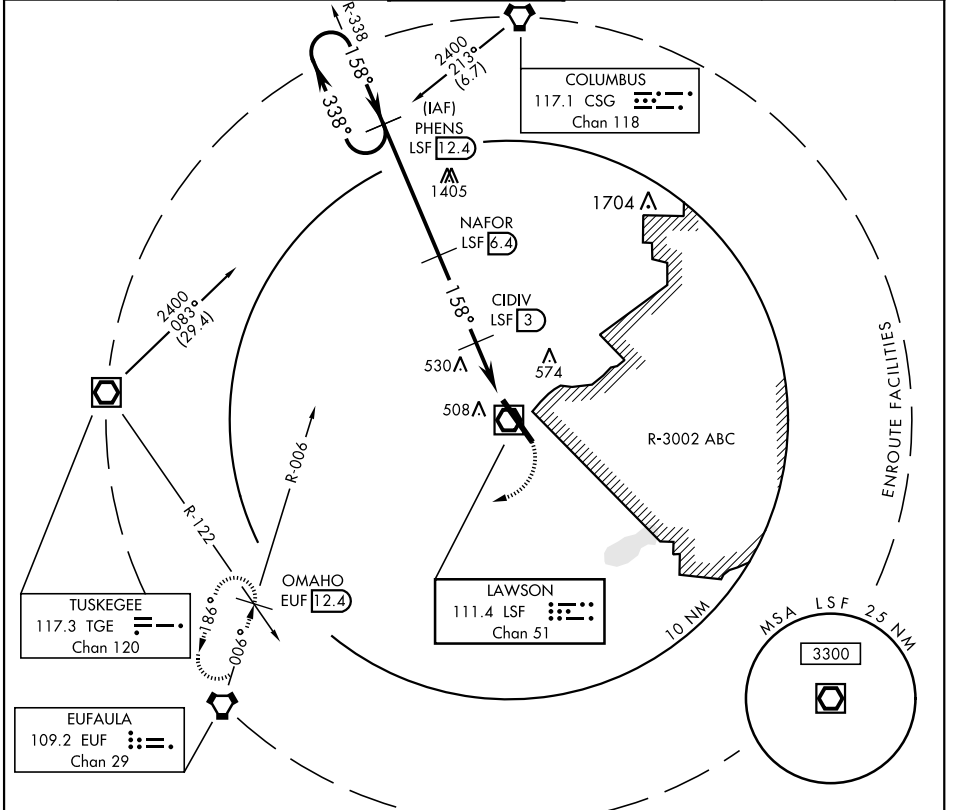 R-338
158°
338°
2400
213°
(6.7)
COLUMBUS
117.1 CSG
Chan 118
(IAF)
PHENS
LSF 12.4
1405
1704
NAFOR
LSF 6.4
158°
CIDIV
LSF 3
530
574
508
2400
083°
(29.4)
R-3002 ABC
ENROUTE FACILITIES
R-006
R-122
OMAHO
EUF 12.4
186°
006°
TUSKEGEE
117.3 TGE
Chan 120
LAWSON
111.4 LSF
Chan 51
10 NM
EUFAULA
109.2 EUF
Chan 29
MSA LSF 25 NM
3300